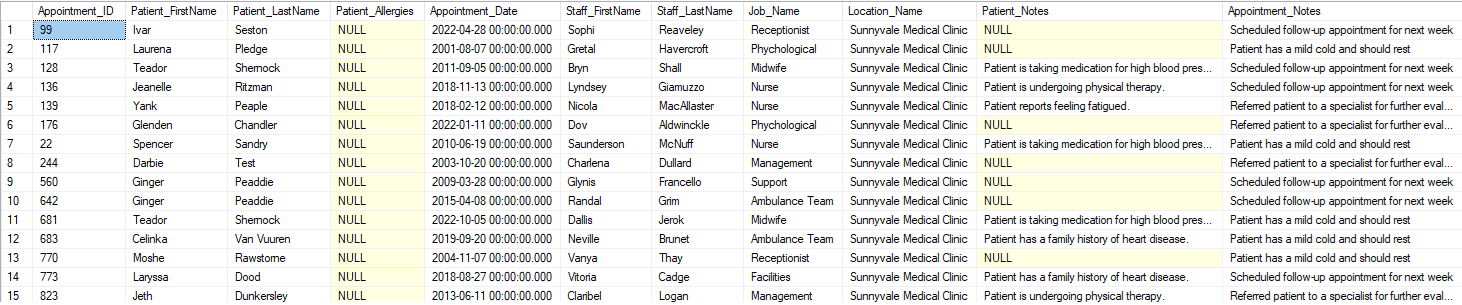 Appointment_ID Patient_FirstName Patient_LastName Patient_Allergies Appointment_Date Staff_FirstName Staff_LastName Job_Name Location_Name Patient_Notes Appointment_Notes
1 99 Ivar Seston NULL 2022-04-28 00:00:00.000 Sophi Reaveley Receptionist Sunnyvale Medical Clinic NULL Scheduled follow-up appointment for next week
2 117 Laurena Pledge NULL 2001-08-07 00:00:00.000 Gretal Havercroft Phychological Sunnyvale Medical Clinic NULL Patient has a mild cold and should rest
3 128 Teador Shernock NULL 2011-09-05 00:00:00.000 Bryn Shall Midwife Sunnyvale Medical Clinic Patient is taking medication for high blood pres... Scheduled follow-up appointment for next week
4 136 Jeanelle Ritzman NULL 2018-11-13 00:00:00.000 Lyndsey Giamuzzo Nurse Sunnyvale Medical Clinic Patient is undergoing physical therapy. Scheduled follow-up appointment for next week
5 139 Yank Peaple NULL 2018-02-12 00:00:00.000 Nicola MacAllaster Nurse Sunnyvale Medical Clinic Patient reports feeling fatigued. Referred patient to a specialist for further eval...
6 176 Glenden Chandler NULL 2022-01-11 00:00:00.000 Dov Aldwinckle Phychological Sunnyvale Medical Clinic NULL Referred patient to a specialist for further eval...
7 22 Spencer Sandry NULL 2010-06-19 00:00:00.000 Saunderson McNuff Nurse Sunnyvale Medical Clinic Patient is taking medication for high blood pres... Patient has a mild cold and should rest
8 244 Darbie Test NULL 2003-10-20 00:00:00.000 Charlena Dullard Management Sunnyvale Medical Clinic NULL Referred patient to a specialist for further eval...
9 560 Ginger Peaddie NULL 2009-03-28 00:00:00.000 Glynis Francello Support Sunnyvale Medical Clinic NULL Scheduled follow-up appointment for next week
10 642 Ginger Peaddie NULL 2015-04-08 00:00:00.000 Randal Grim Ambulance Team Sunnyvale Medical Clinic NULL Scheduled follow-up appointment for next week
11 681 Teador Shernock NULL 2022-10-05 00:00:00.000 Dallis Jerok Midwife Sunnyvale Medical Clinic Patient is taking medication for high blood pres... Patient has a mild cold and should rest
12 683 Celinka Van Vuuren NULL 2019-09-20 00:00:00.000 Neville Brunet Ambulance Team Sunnyvale Medical Clinic Patient has a family history of heart disease. Patient has a mild cold and should rest
13 770 Moshe Rawstorne NULL 2004-11-07 00:00:00.000 Vanya Thay Receptionist Sunnyvale Medical Clinic NULL Patient has a mild cold and should rest
14 773 Laryssa Dood NULL 2018-08-27 00:00:00.000 Vitoria Cadge Facilities Sunnyvale Medical Clinic Patient has a family history of heart disease. Scheduled follow-up appointment for next week
15 823 Jeth Dunkersley NULL 2013-06-11 00:00:00.000 Claribel Logan Management Sunnyvale Medical Clinic Patient is undergoing physical therapy. Referred patient to a specialist for further eval...